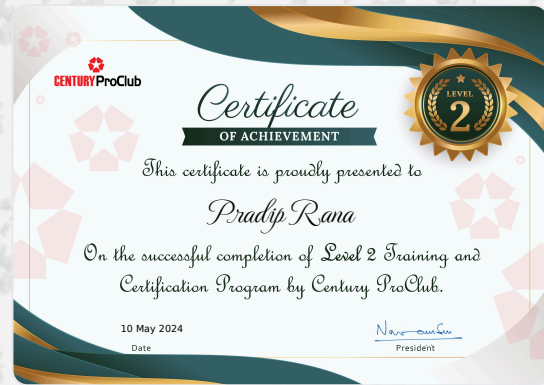 CENTURY ProClub
LEVEL
2
Certificate
OF ACHIEVEMENT
This certificate is proudly presented to
Pradip Rana
On the successful completion of Level 2 Training and
Certification Program by Century ProClub.
10 May 2024
Date
President